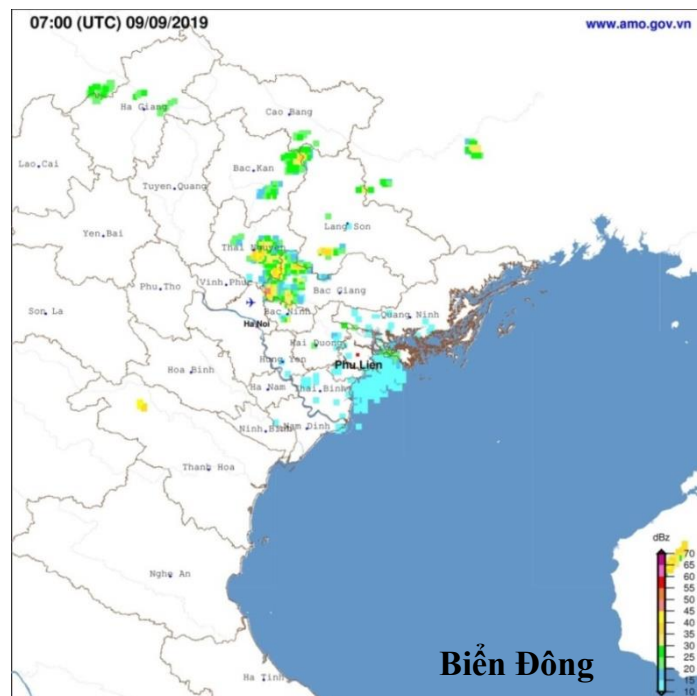 07:00 (UTC) 09/09/2019
www.amo.gov.vn
Ha Giang
Cao Bang
Lao Cai
Bac Kan
Tuyen Quang
Lang Son
Yen Bai
Thai Nguyen
Vinh Phuc
Phu Tho
Bac Giang
Son La
Bac Ninh
Quang Ninh
Ha Noi
Hai Duong
Phu Lien
Hung Yen
Hoa Binh
Ha Nam
Thai Binh
Ninh Binh
Nam Dinh
Thanh Hoa
dBz
70
65
60
55
50
45
40
35
30
25
20
15
10
Nghe An
Biển Đông
Ha Tinh